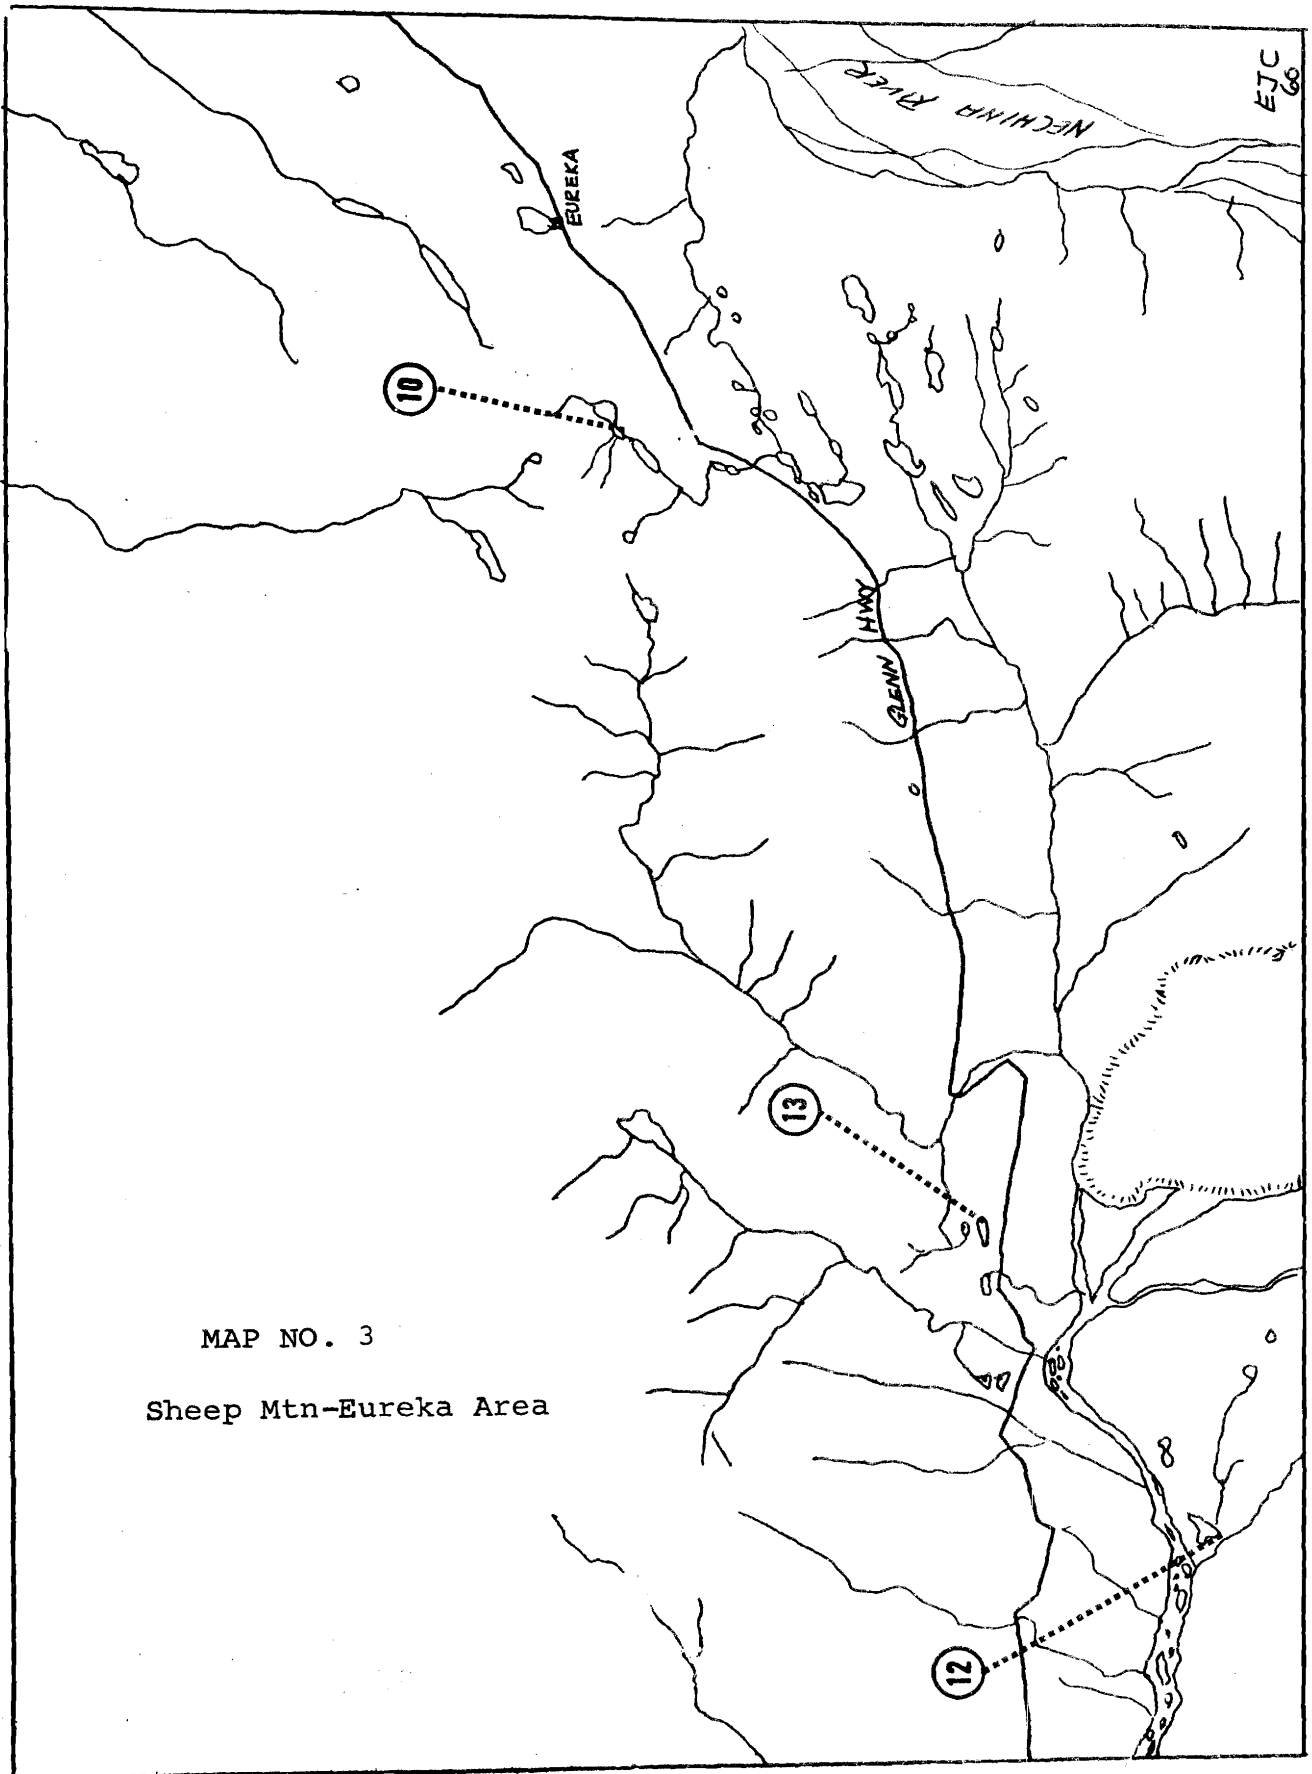 EJC
60
NECHINA RIVER
EUREKA
10
GLENN HWY
13
MAP NO. 3
Sheep Mtn-Eureka Area
12